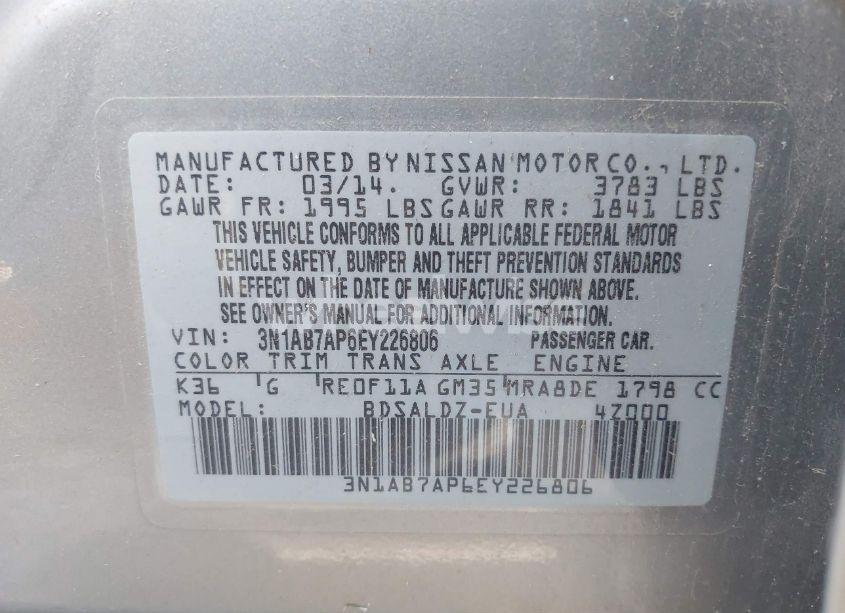 MANUFACTURED BY NISSAN MOTOR CO., LTD.
DATE: 03/14. GVWR: 3783 LBS
GAWR FR: 1995 LBS GAWR RR: 1841 LBS
THIS VEHICLE CONFORMS TO ALL APPLICABLE FEDERAL MOTOR
VEHICLE SAFETY, BUMPER AND THEFT PREVENTION STANDARDS
IN EFFECT ON THE DATE OF MANUFACTURE SHOWN ABOVE.
SEE OWNER'S MANUAL FOR ADDITIONAL INFORMATION.
VIN: 3N1AB7AP6EY226806 PASSENGER CAR.
COLOR TRIM TRANS AXLE ENGINE
K36 G RE0F11A GM35 MRA8DE 1798 CC
MODEL: BDSALDZ-EUA 4Z000
3N1AB7AP6EY226806